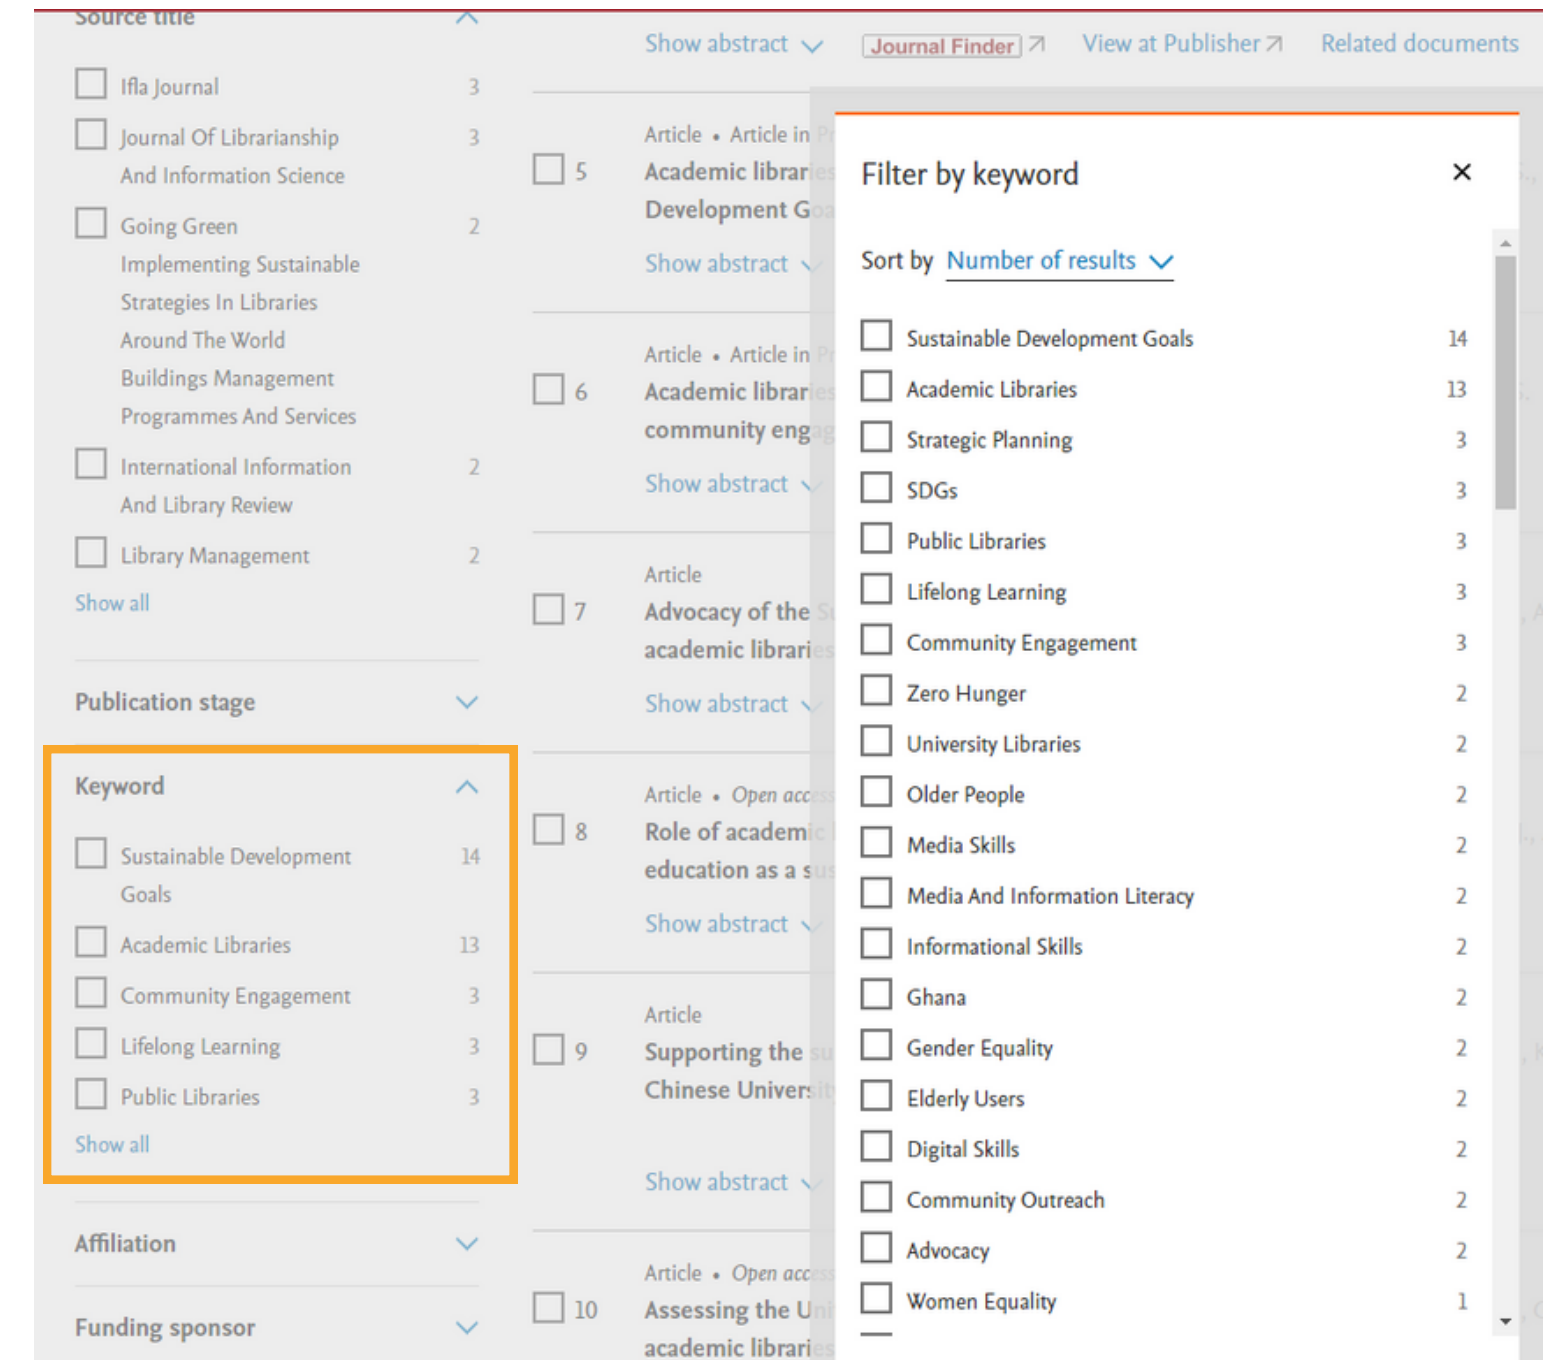 Source title
Ifla Journal 3
Journal Of Librarianship 3
And Information Science
Going Green 2
Implementing Sustainable
Strategies In Libraries
Around The World
Buildings Management
Programmes And Services
International Information 2
And Library Review
Library Management 2
Show all
Publication stage
Keyword
Sustainable Development 14
Goals
Academic Libraries 13
Community Engagement 3
Lifelong Learning 3
Public Libraries 3
Show all
Affiliation
Funding sponsor
Show abstract Journal Finder View at Publisher Related documents
Article • Article in
5 Academic libraries
Development
Show abstract
Article • Article in
6 Academic libraries
community
Show abstract
Article
7 Advocacy of the
academic libraries
Show abstract
Article • Open access
8 Role of academic
education as a
Show abstract
Article
9 Supporting the
Chinese University
Show abstract
Article • Open access
10 Assessing the
academic libraries
Filter by keyword
Sort by Number of results
Sustainable Development Goals 14
Academic Libraries 13
Strategic Planning 3
SDGs 3
Public Libraries 3
Lifelong Learning 3
Community Engagement 3
Zero Hunger 2
University Libraries 2
Older People 2
Media Skills 2
Media And Information Literacy 2
Informational Skills 2
Ghana 2
Gender Equality 2
Elderly Users 2
Digital Skills 2
Community Outreach 2
Advocacy 2
Women Equality 1